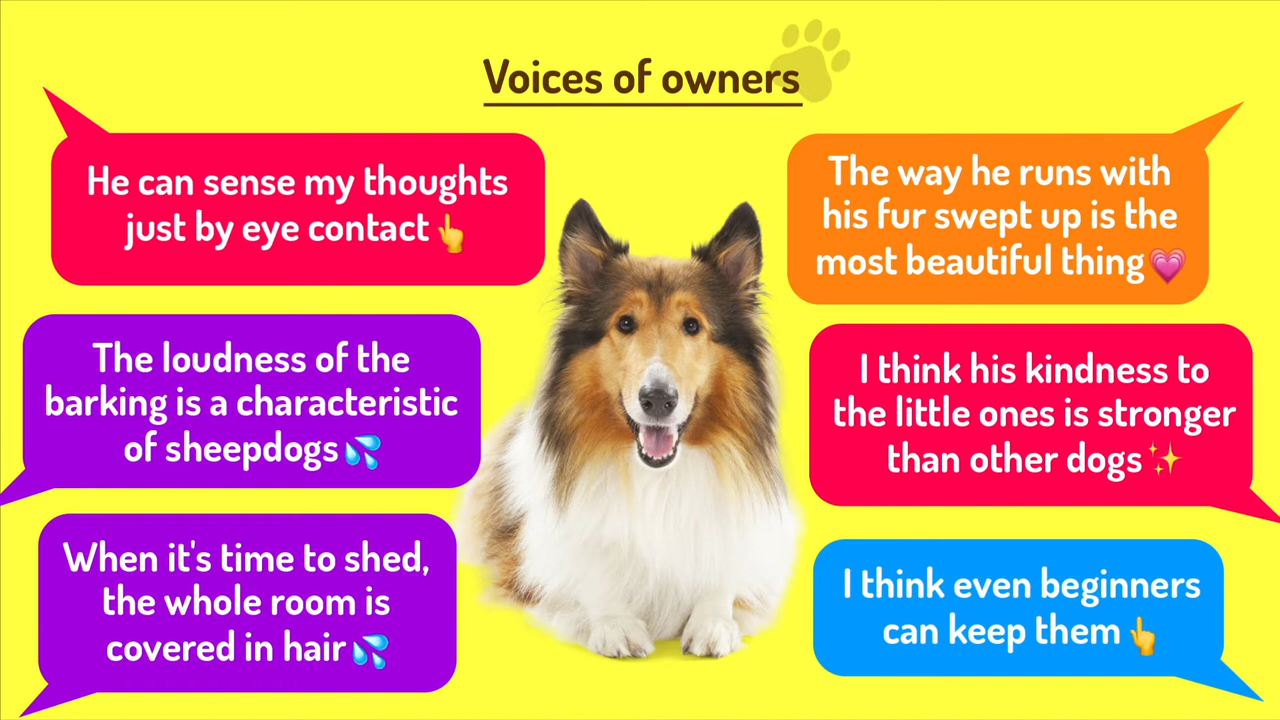 Voices of owners
He can sense my thoughts
just by eye contact👆
The loudness of the
barking is a characteristic
of sheepdogs💦
When it's time to shed,
the whole room is
covered in hair💦
The way he runs with
his fur swept up is the
most beautiful thing💗
I think his kindness to
the little ones is stronger
than other dogs✨
I think even beginners
can keep them👆